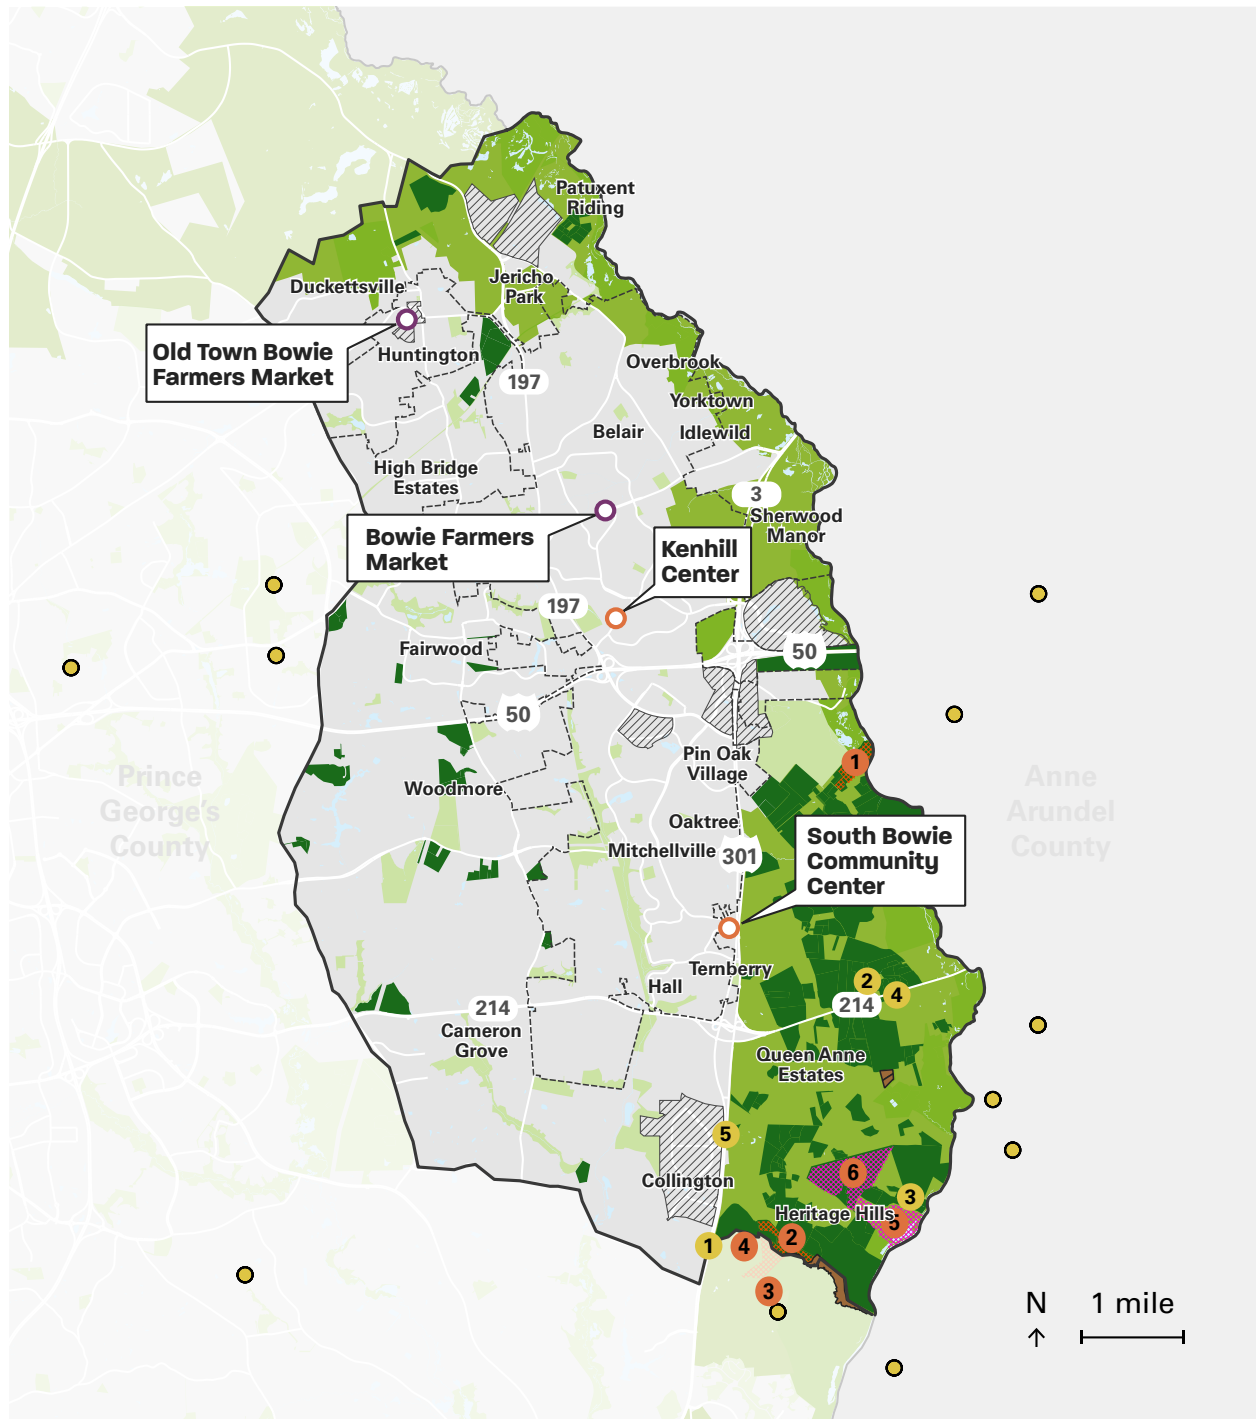 Patuxent
Riding
Duckettsville
Jericho
Park
Old Town Bowie
Farmers Market
Huntington
197
Overbrook
Yorktown
Belair
Idlewild
High Bridge
Estates
3
Sherwood
Manor
Bowie Farmers
Market
Kenhill
Center
197
Fairwood
50
50
Pin Oak
Village
1
Prince
George's
County
Woodmore
Anne
Arundel
County
Oaktree
Mitchellville
301
South Bowie
Community
Center
Ternberry
Hall
2
4
214
214
Cameron
Grove
Queen Anne
Estates
5
Collington
6
3
Heritage Hills
5
1
4
2
3
N
1 mile